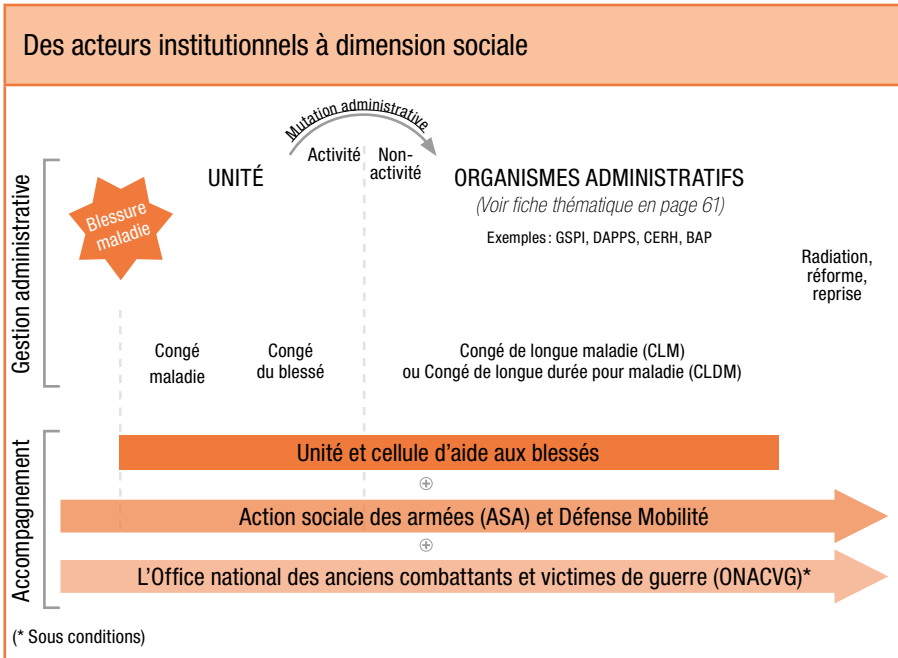 Des acteurs institutionnels à dimension sociale
Mutation administrative
Activité
Non-
activité
UNITÉ
ORGANISMES ADMINISTRATIFS
(Voir fiche thématique en page 61)
Exemples : GSPI, DAPPS, CERH, BAP
Gestion administrative
Blessure
maladie
Radiation,
réforme,
reprise
Congé
maladie
Congé
du blessé
Congé de longue maladie (CLM)
ou Congé de longue durée pour maladie (CLDM)
Accompagnement
Unité et cellule d’aide aux blessés
⊕
Action sociale des armées (ASA) et Défense Mobilité
⊕
L’Office national des anciens combattants et victimes de guerre (ONACVG)*
(* Sous conditions)